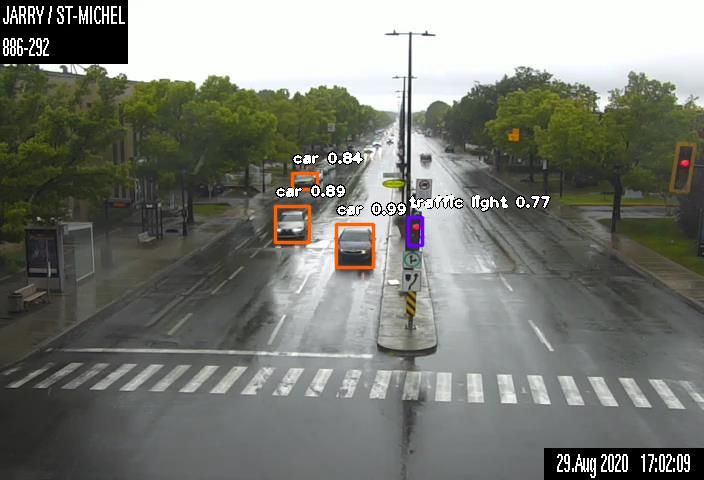 JARRY / ST-MICHEL
886-292
car 0.84
car 0.89
car 0.99
traffic light 0.77
29.Aug 2020 17:02:09